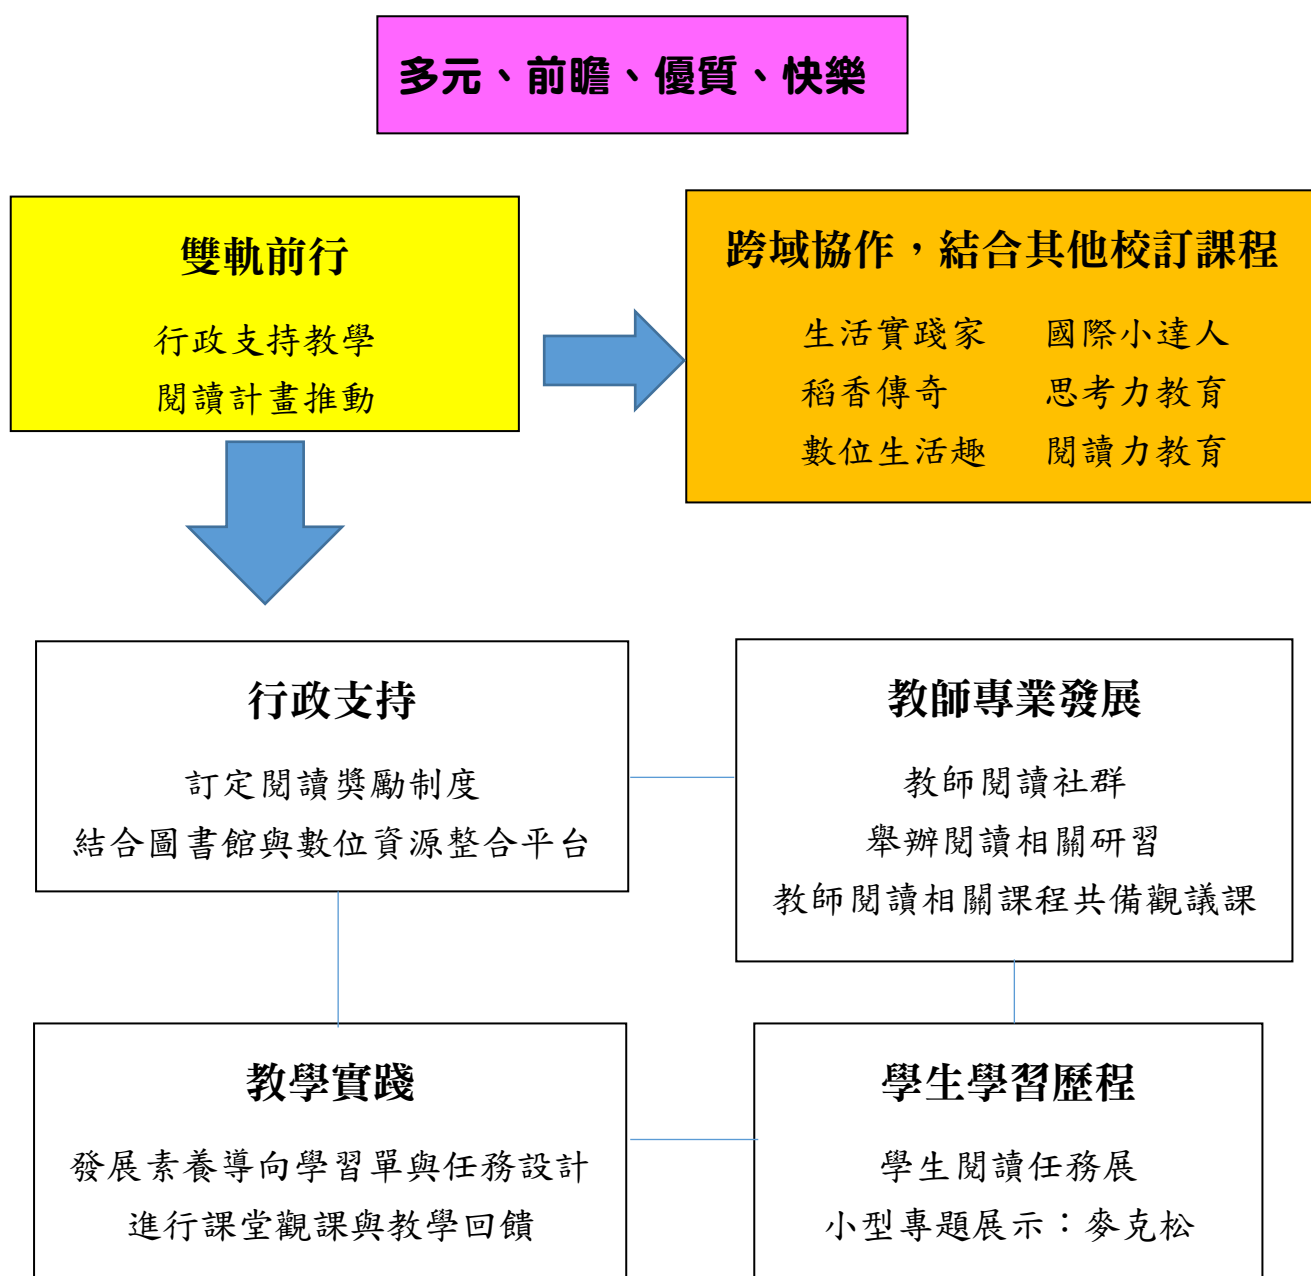 多元、前瞻、優質、快樂
雙軌前行
行政支持教學
閱讀計畫推動
跨域協作，結合其他校訂課程
生活實踐家 國際小達人
稻香傳奇 思考力教育
數位生活趣 閱讀力教育
行政支持
訂定閱讀獎勵制度
結合圖書館與數位資源整合平台
教師專業發展
教師閱讀社群
舉辦閱讀相關研習
教師閱讀相關課程共備觀議課
教學實踐
發展素養導向學習單與任務設計
進行課堂觀課與教學回饋
學生學習歷程
學生閱讀任務展
小型專題展示：麥克松